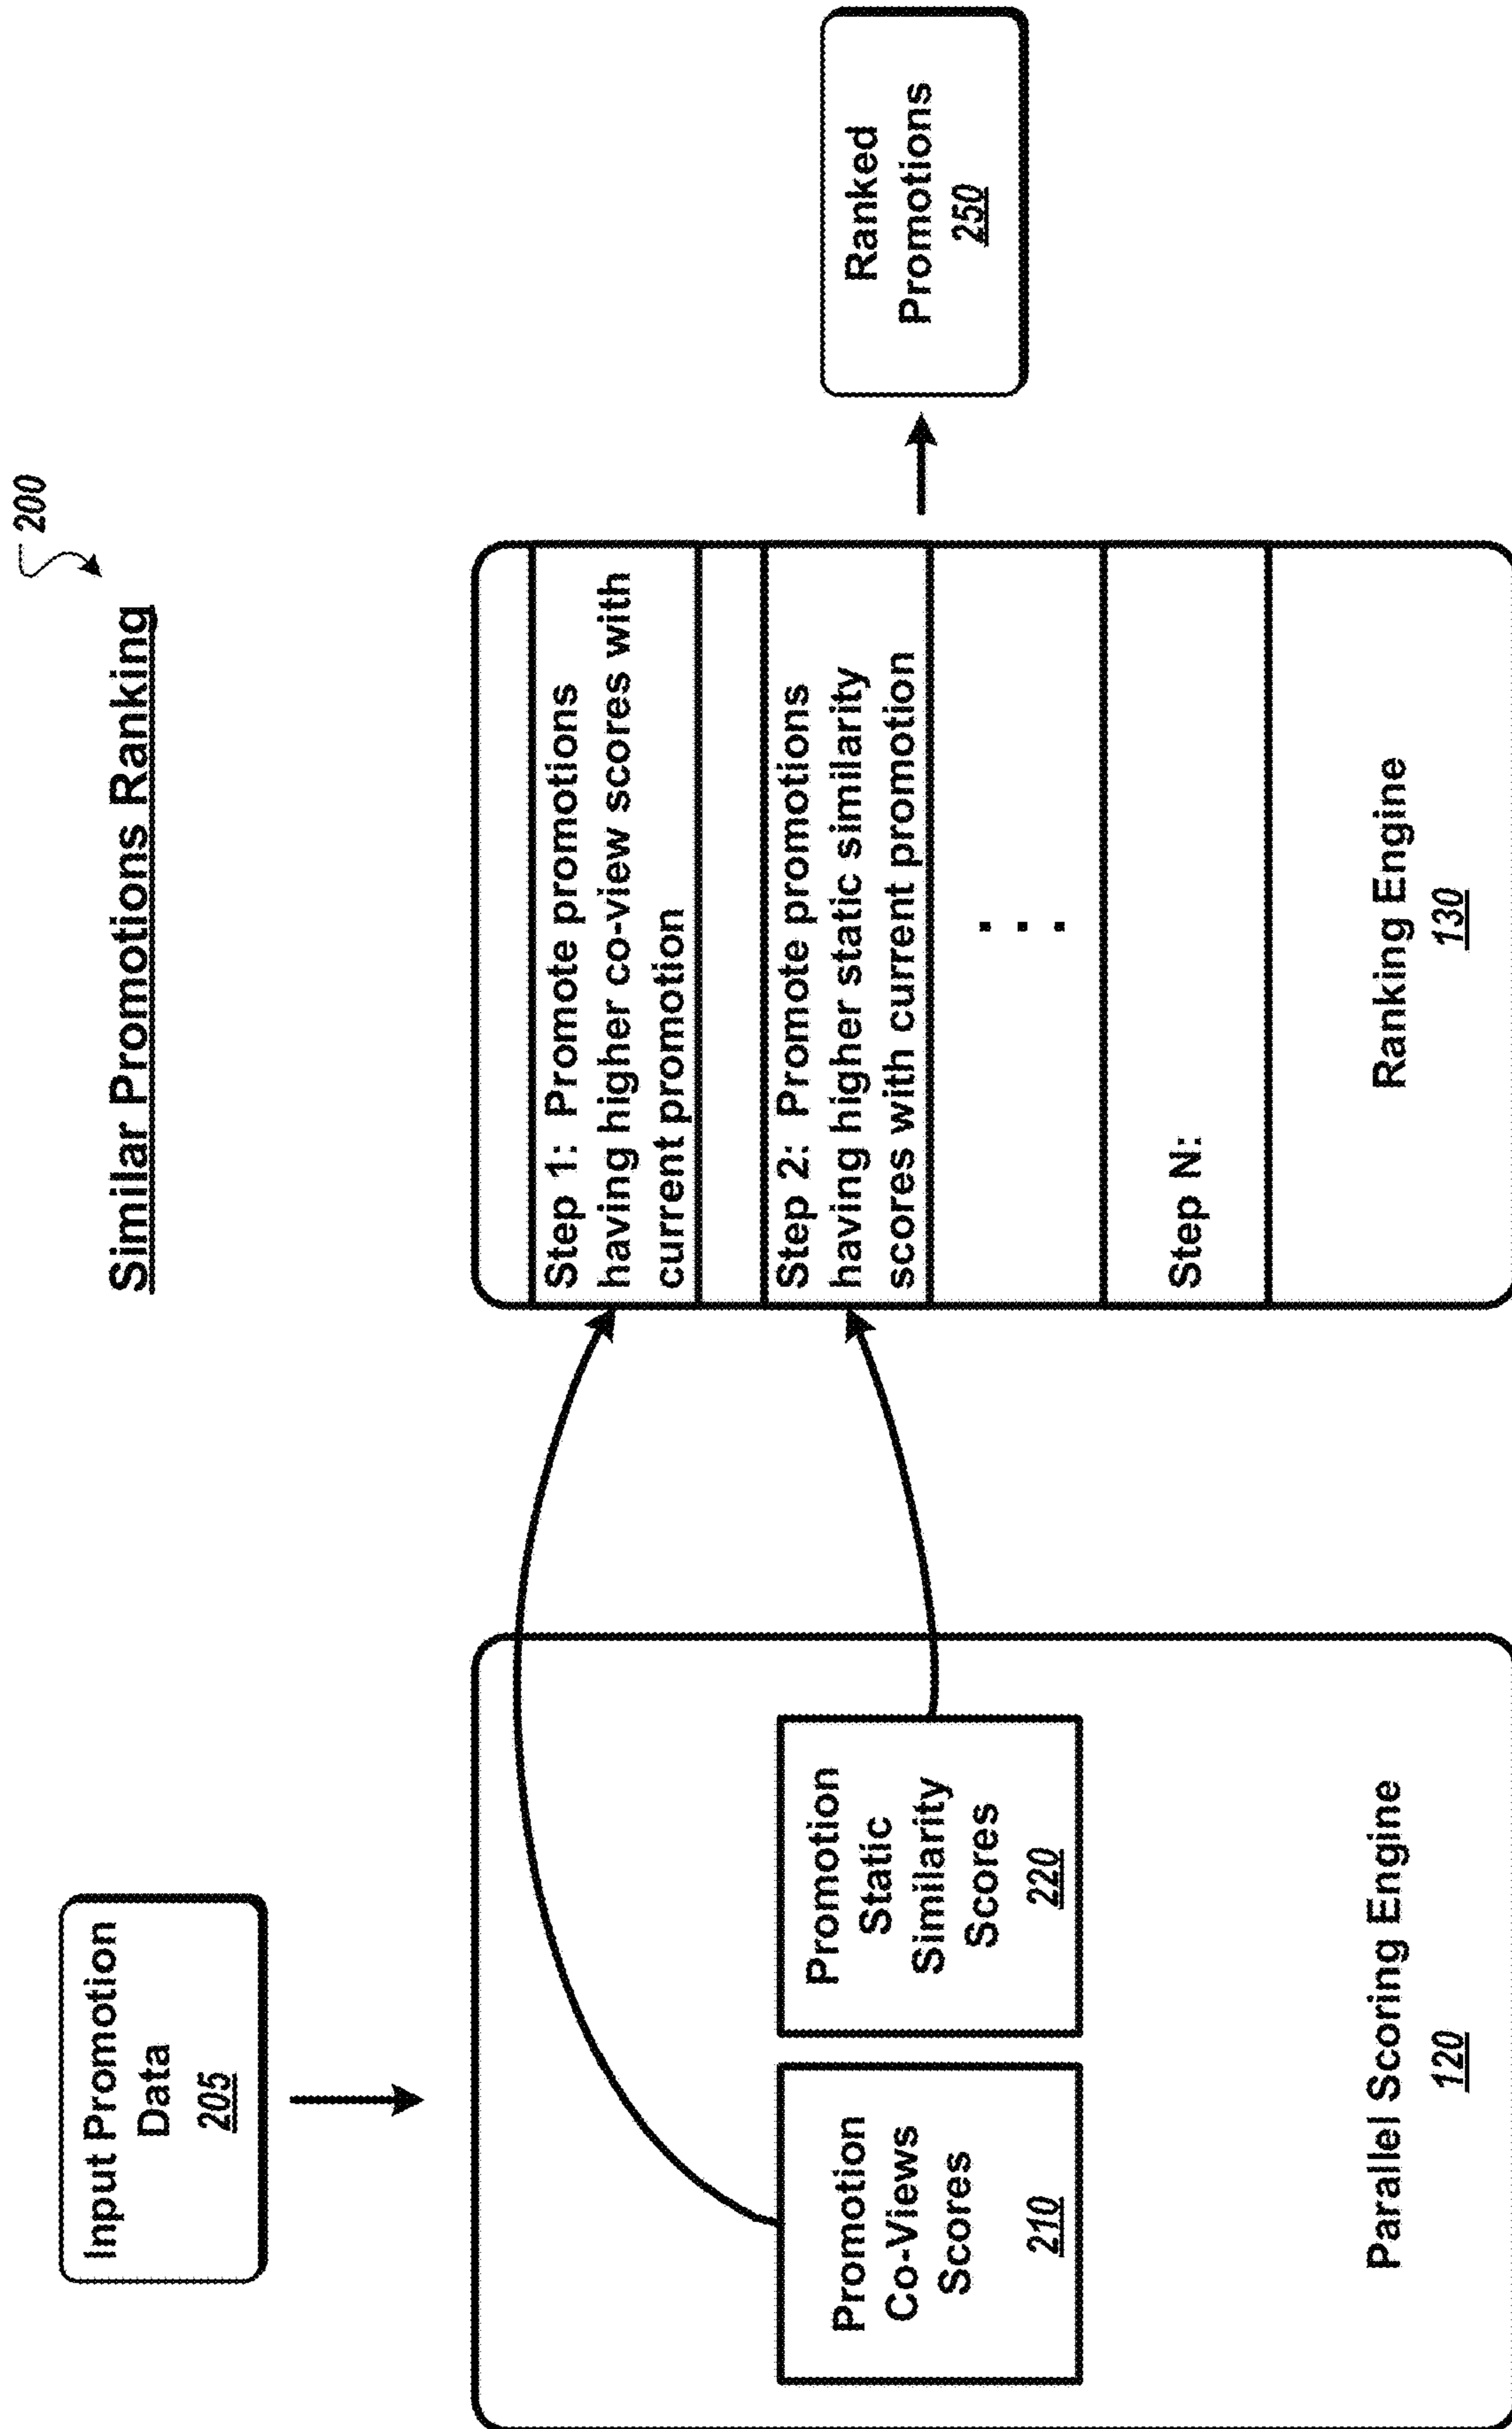 Similar Promotions Ranking
200
Input Promotion
Data
205
Promotion
Co-Views
Scores
210
Promotion
Static
Similarity
Scores
220
Parallel Scoring Engine
120
Step 1: Promote promotions
having higher co-view scores with
current promotion
Step 2: Promote promotions
having higher static similarity
scores with current promotion
Step N:
Ranking Engine
130
Ranked
Promotions
250